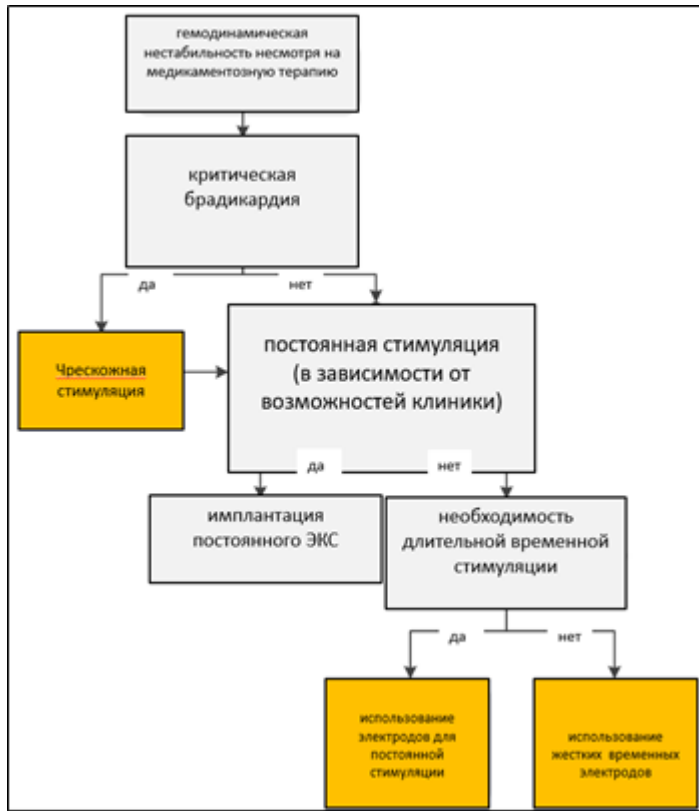 гемодинамическая
нестабильность несмотря на
медикаментозную терапию
критическая
брадикардия
да
нет
Чрескожная
стимуляция
постоянная стимуляция
(в зависимости от
возможностей клиники)
да
нет
имплантация
постоянного ЭКС
необходимость
длительной временной
стимуляции
да
нет
использование
электродов для
постоянной
стимуляции
использование
жестких временных
электродов